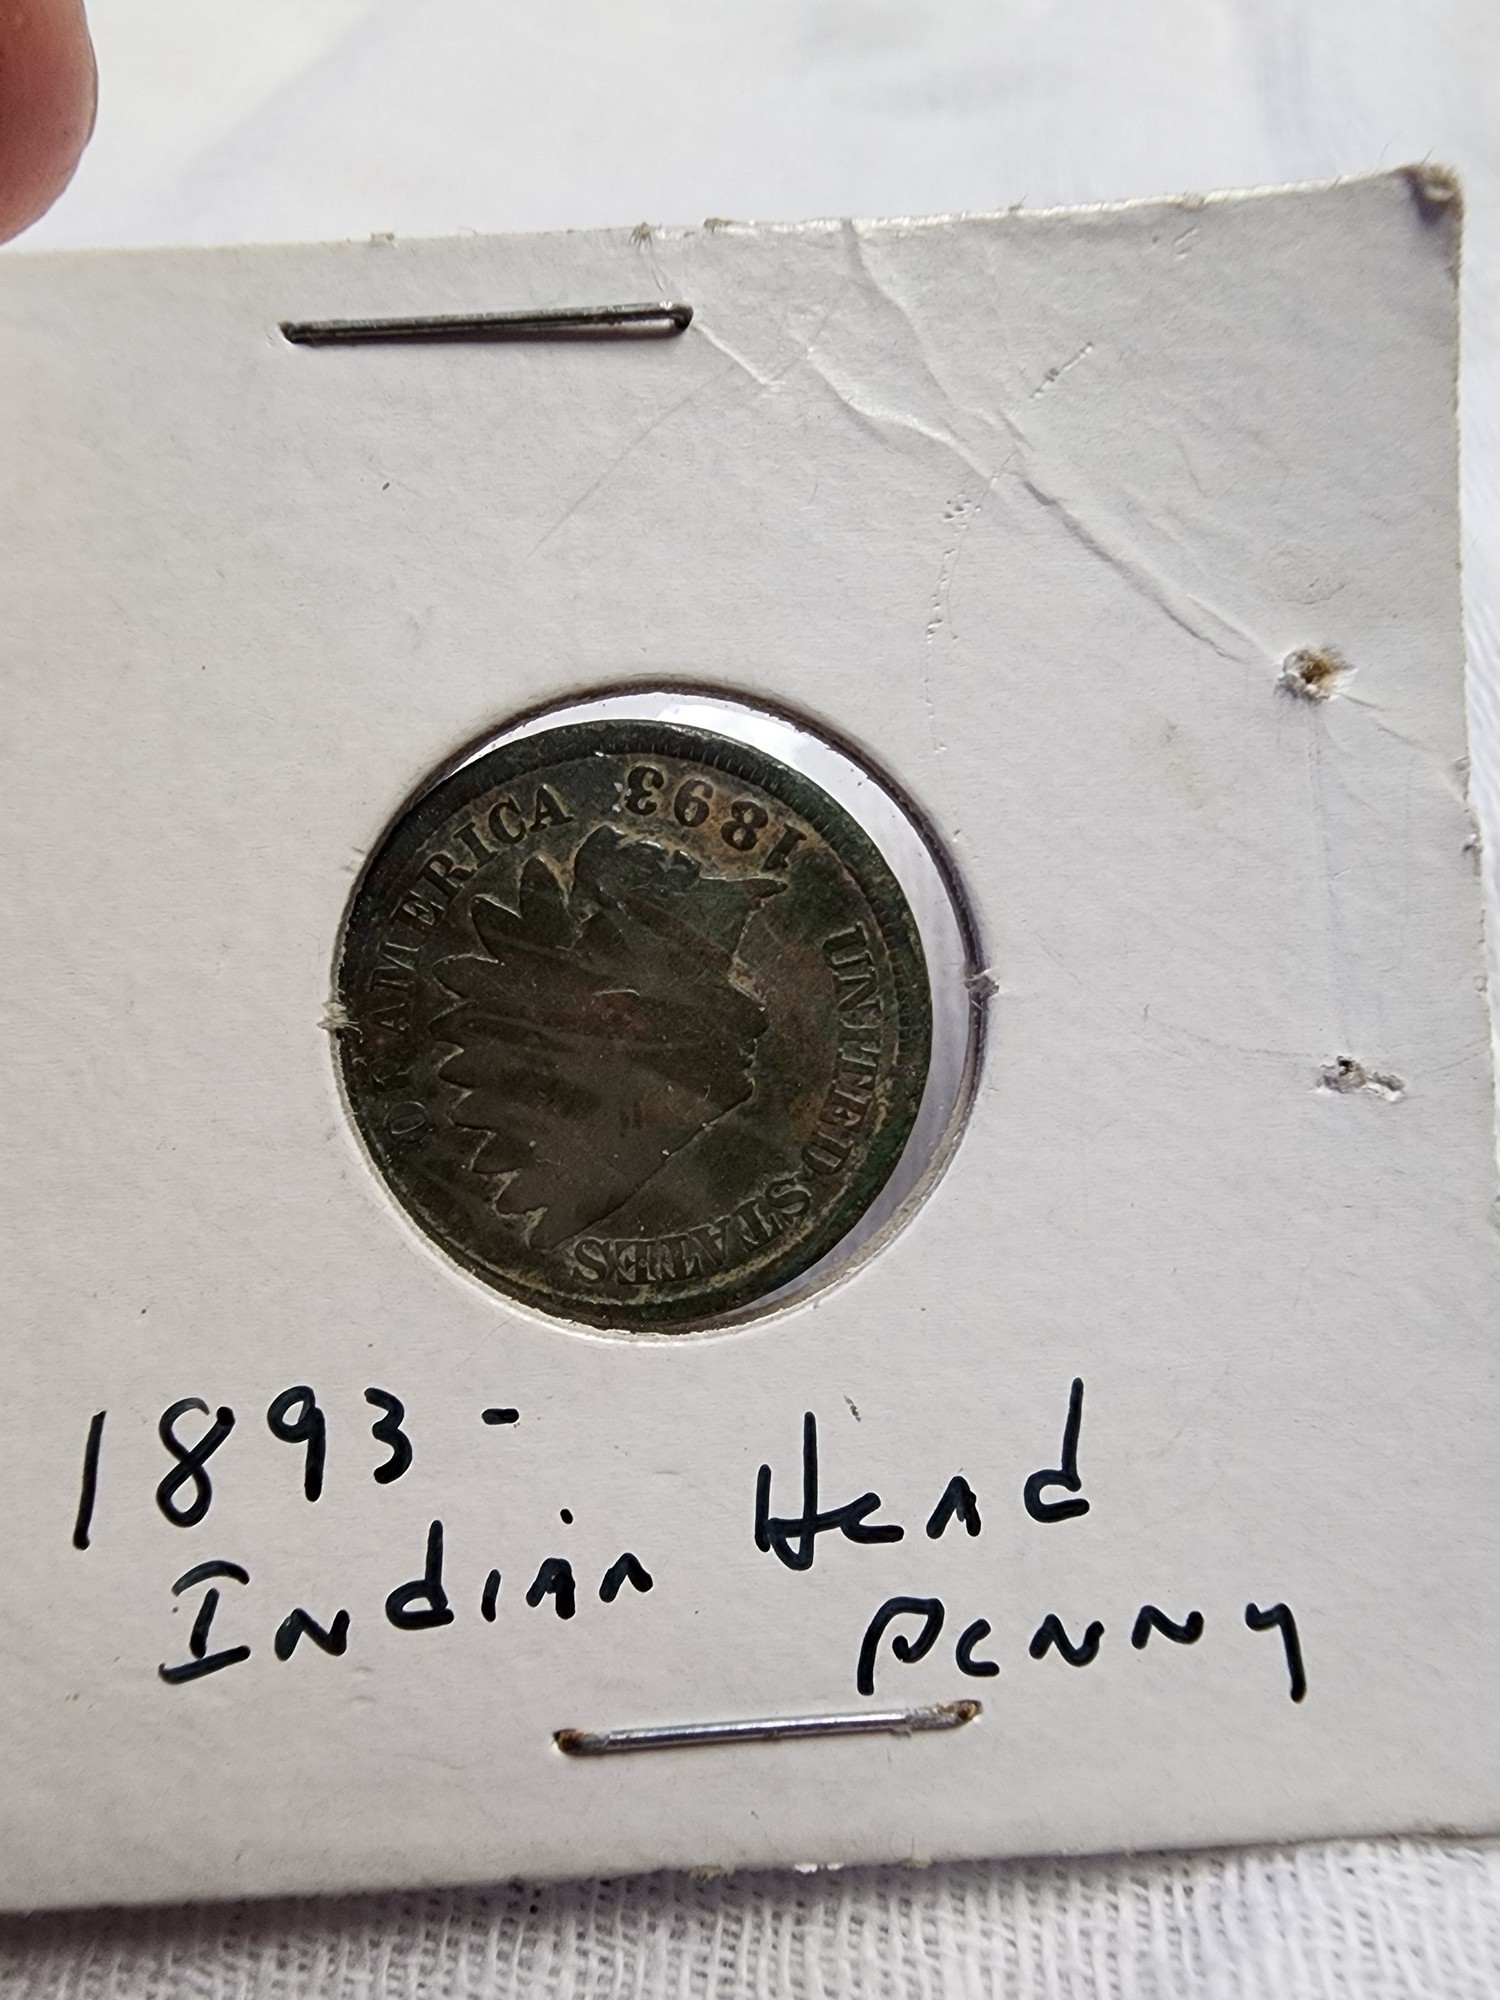 UNITED STATES OF AMERICA
1893
1893 - Indian Head
Penny